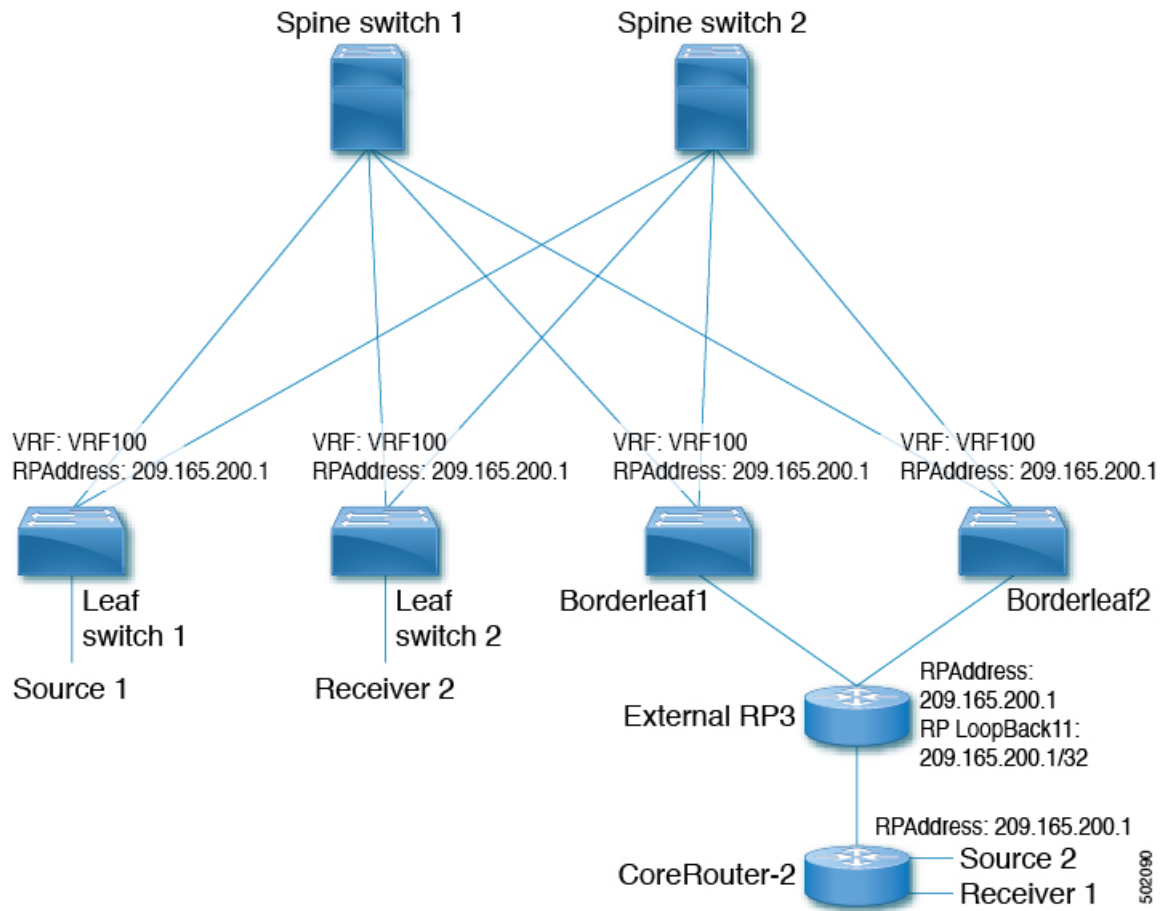 Spine switch 1
Spine switch 2
VRF: VRF100
RPAddress: 209.165.200.1
VRF: VRF100
RPAddress: 209.165.200.1
VRF: VRF100
RPAddress: 209.165.200.1
VRF: VRF100
RPAddress: 209.165.200.1
Leaf
switch 1
Source 1
Leaf
switch 2
Receiver 2
Borderleaf1
Borderleaf2
External RP3
RPAddress:
209.165.200.1
RP LoopBack11:
209.165.200.1/32
RPAddress: 209.165.200.1
CoreRouter-2
Source 2
Receiver 1
502090